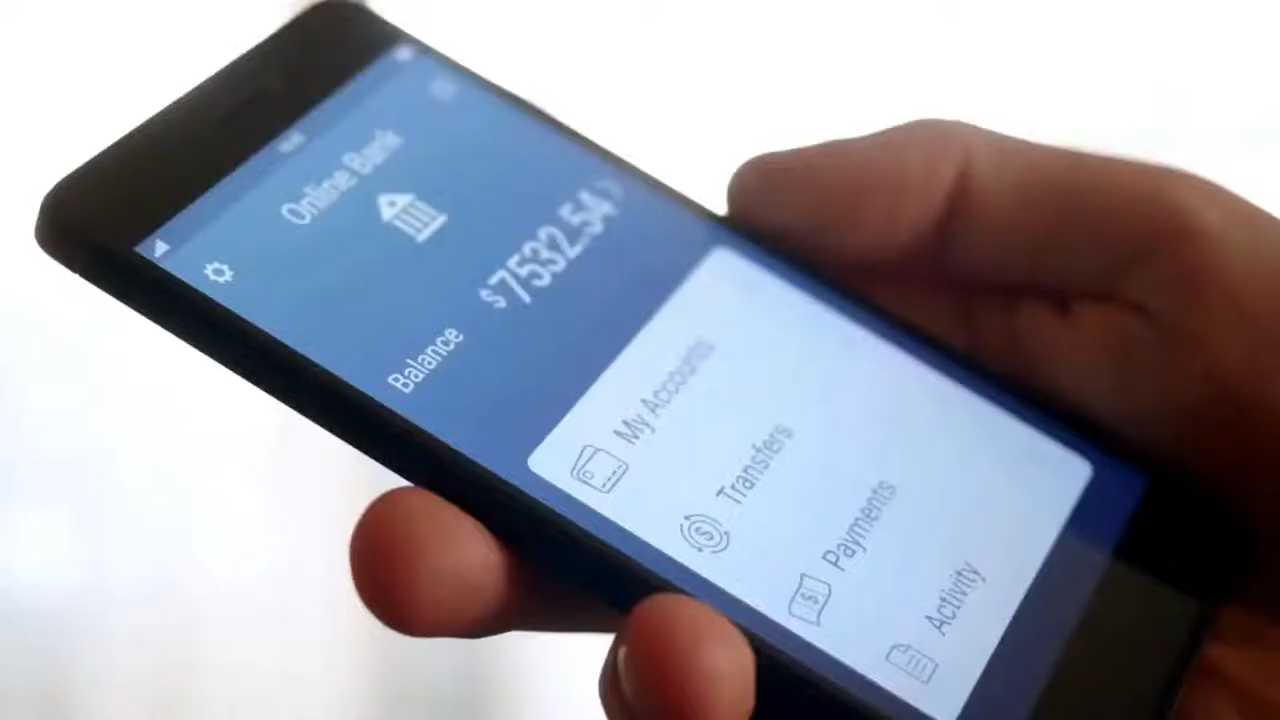 Online Bank
Balance
$7532.54
My Accounts
Transfers
Payments
Activity